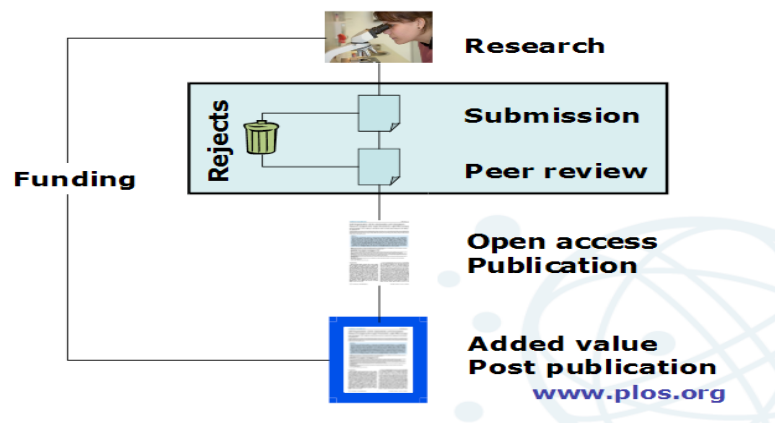 Research
Rejects
Submission
Peer review
Funding
Open access
Publication
Added value
Post publication
www.plos.org